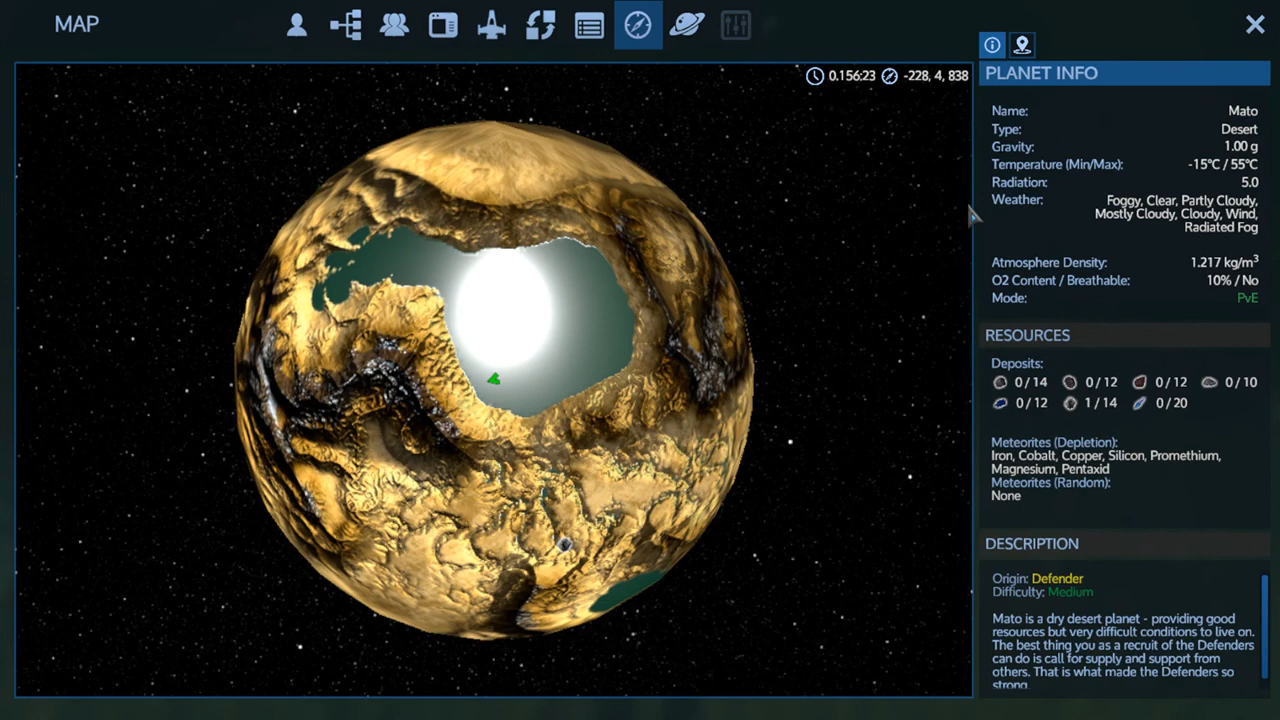 MAP
0.156:23 -228, 4, 838
PLANET INFO
Name: Mato
Type: Desert
Gravity: 1.00 g
Temperature (Min/Max): -15°C / 55°C
Radiation: 5.0
Weather: Foggy, Clear, Partly Cloudy,
Mostly Cloudy, Cloudy, Wind,
Radiated Fog
Atmosphere Density: 1.217 kg/m³
O2 Content / Breathable: 10% / No
Mode: PvE
RESOURCES
Deposits:
0/14 0/12 0/12 0/10
0/12 1/14 0/20
Meteorites (Depletion):
Iron, Cobalt, Copper, Silicon, Promethium,
Magnesium, Pentaxid
Meteorites (Random):
None
DESCRIPTION
Origin: Defender
Difficulty: Medium
Mato is a dry desert planet - providing good
resources but very difficult conditions to live on.
The best thing you as a recruit of the Defenders
can do is call for supply and support from
others. That is what made the Defenders so
strong.